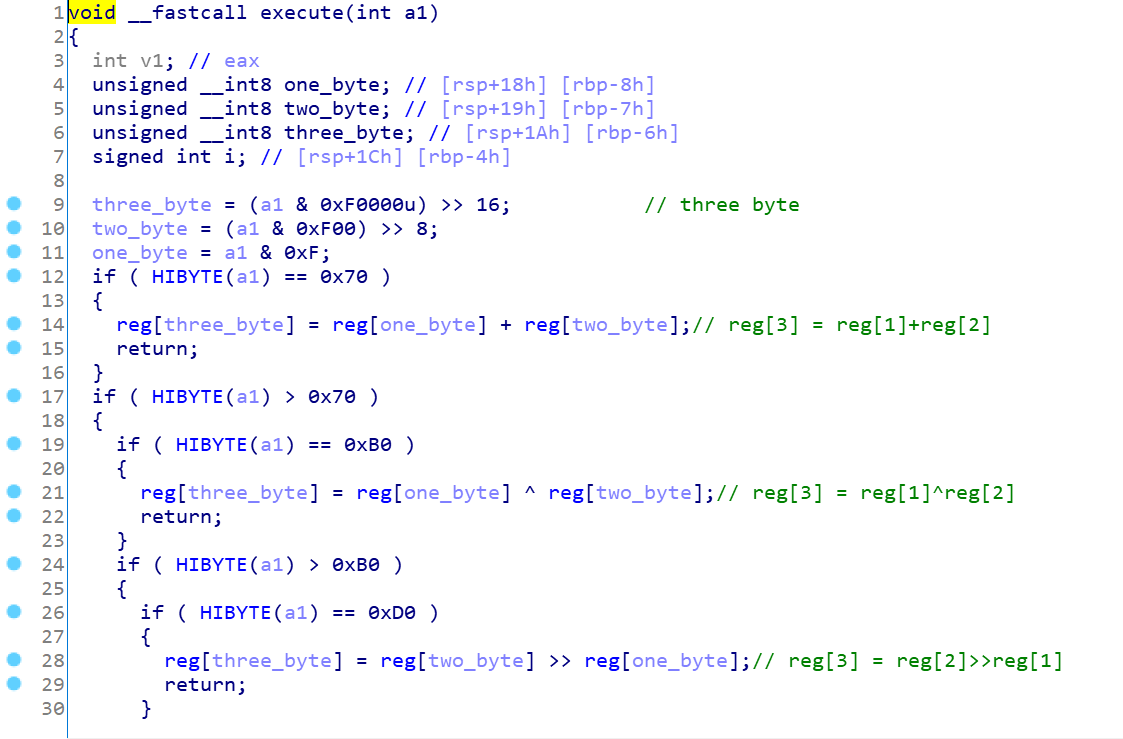 1 void __fastcall execute(int a1)
2 {
3   int v1; // eax
4   unsigned __int8 one_byte; // [rsp+18h] [rbp-8h]
5   unsigned __int8 two_byte; // [rsp+19h] [rbp-7h]
6   unsigned __int8 three_byte; // [rsp+1Ah] [rbp-6h]
7   signed int i; // [rsp+1Ch] [rbp-4h]
8
9   three_byte = (a1 & 0xF0000u) >> 16;           // three byte
10   two_byte = (a1 & 0xF00) >> 8;
11   one_byte = a1 & 0xF;
12   if ( HIBYTE(a1) == 0x70 )
13   {
14     reg[three_byte] = reg[one_byte] + reg[two_byte];// reg[3] = reg[1]+reg[2]
15     return;
16   }
17   if ( HIBYTE(a1) > 0x70 )
18   {
19     if ( HIBYTE(a1) == 0xB0 )
20     {
21       reg[three_byte] = reg[one_byte] ^ reg[two_byte];// reg[3] = reg[1]^reg[2]
22       return;
23     }
24     if ( HIBYTE(a1) > 0xB0 )
25     {
26       if ( HIBYTE(a1) == 0xD0 )
27       {
28         reg[three_byte] = reg[two_byte] >> reg[one_byte];// reg[3] = reg[2]>>reg[1]
29         return;
30       }